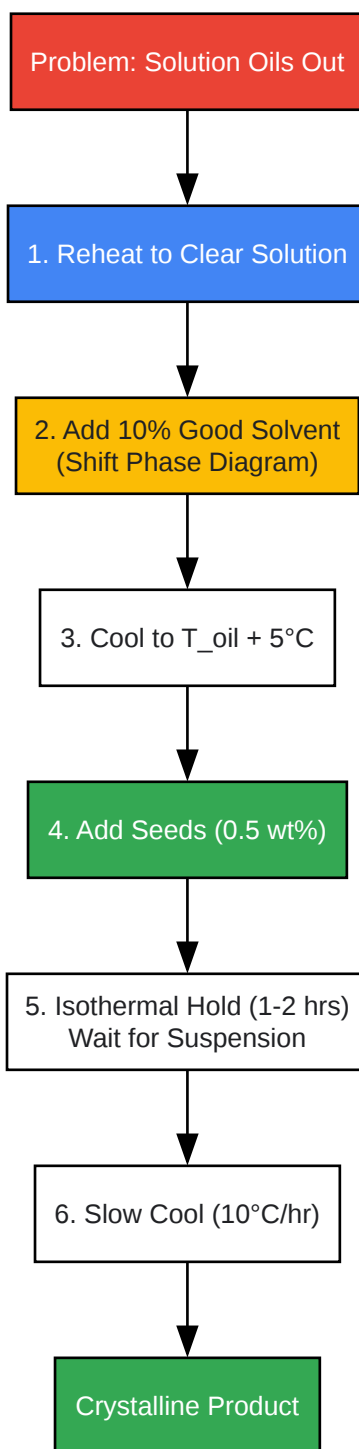 Problem: Solution Oils Out
1. Reheat to Clear Solution
2. Add 10% Good Solvent
(Shift Phase Diagram)
3. Cool to T_oil + 5°C
4. Add Seeds (0.5 wt%)
5. Isothermal Hold (1-2 hrs)
Wait for Suspension
6. Slow Cool (10°C/hr)
Crystalline Product